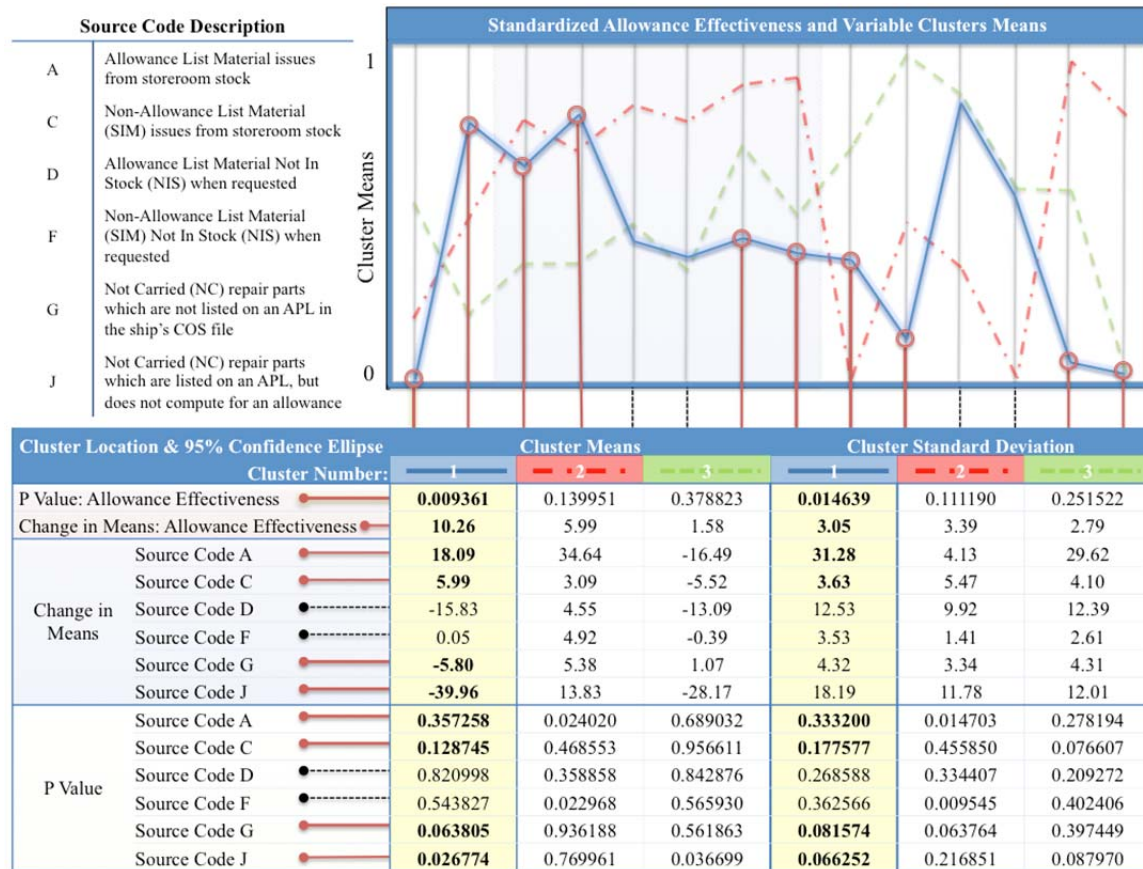 Source Code Description
A
Allowance List Material issues
from storeroom stock
C
Non-Allowance List Material
(SIM) issues from storeroom stock
D
Allowance List Material Not In
Stock (NIS) when requested
F
Non-Allowance List Material
(SIM) Not In Stock (NIS) when
requested
G
Not Carried (NC) repair parts
which are not listed on an APL in
the ship's COS file
J
Not Carried (NC) repair parts
which are listed on an APL, but
does not compute for an allowance
Standardized Allowance Effectiveness and Variable Clusters Means
1
Cluster Means
0
Cluster Location & 95% Confidence Ellipse Cluster Means Cluster Standard Deviation
Cluster Number: 1 2 3 1 2 3
P Value: Allowance Effectiveness 0.009361 0.139951 0.378823 0.014639 0.111190 0.251522
Change in Means: Allowance Effectiveness 10.26 5.99 1.58 3.05 3.39 2.79
Change in
Means
Source Code A 18.09 34.64 -16.49 31.28 4.13 29.62
Source Code C 5.99 3.09 -5.52 3.63 5.47 4.10
Source Code D -15.83 4.55 -13.09 12.53 9.92 12.39
Source Code F 0.05 4.92 -0.39 3.53 1.41 2.61
Source Code G -5.80 5.38 1.07 4.32 3.34 4.31
Source Code J -39.96 13.83 -28.17 18.19 11.78 12.01
P Value
Source Code A 0.357258 0.024020 0.689032 0.333200 0.014703 0.278194
Source Code C 0.128745 0.468553 0.956611 0.177577 0.455850 0.076607
Source Code D 0.820998 0.358858 0.842876 0.268588 0.334407 0.209272
Source Code F 0.543827 0.022968 0.565930 0.362566 0.009545 0.402406
Source Code G 0.063805 0.936188 0.561863 0.081574 0.063764 0.397449
Source Code J 0.026774 0.769961 0.036699 0.066252 0.216851 0.087970